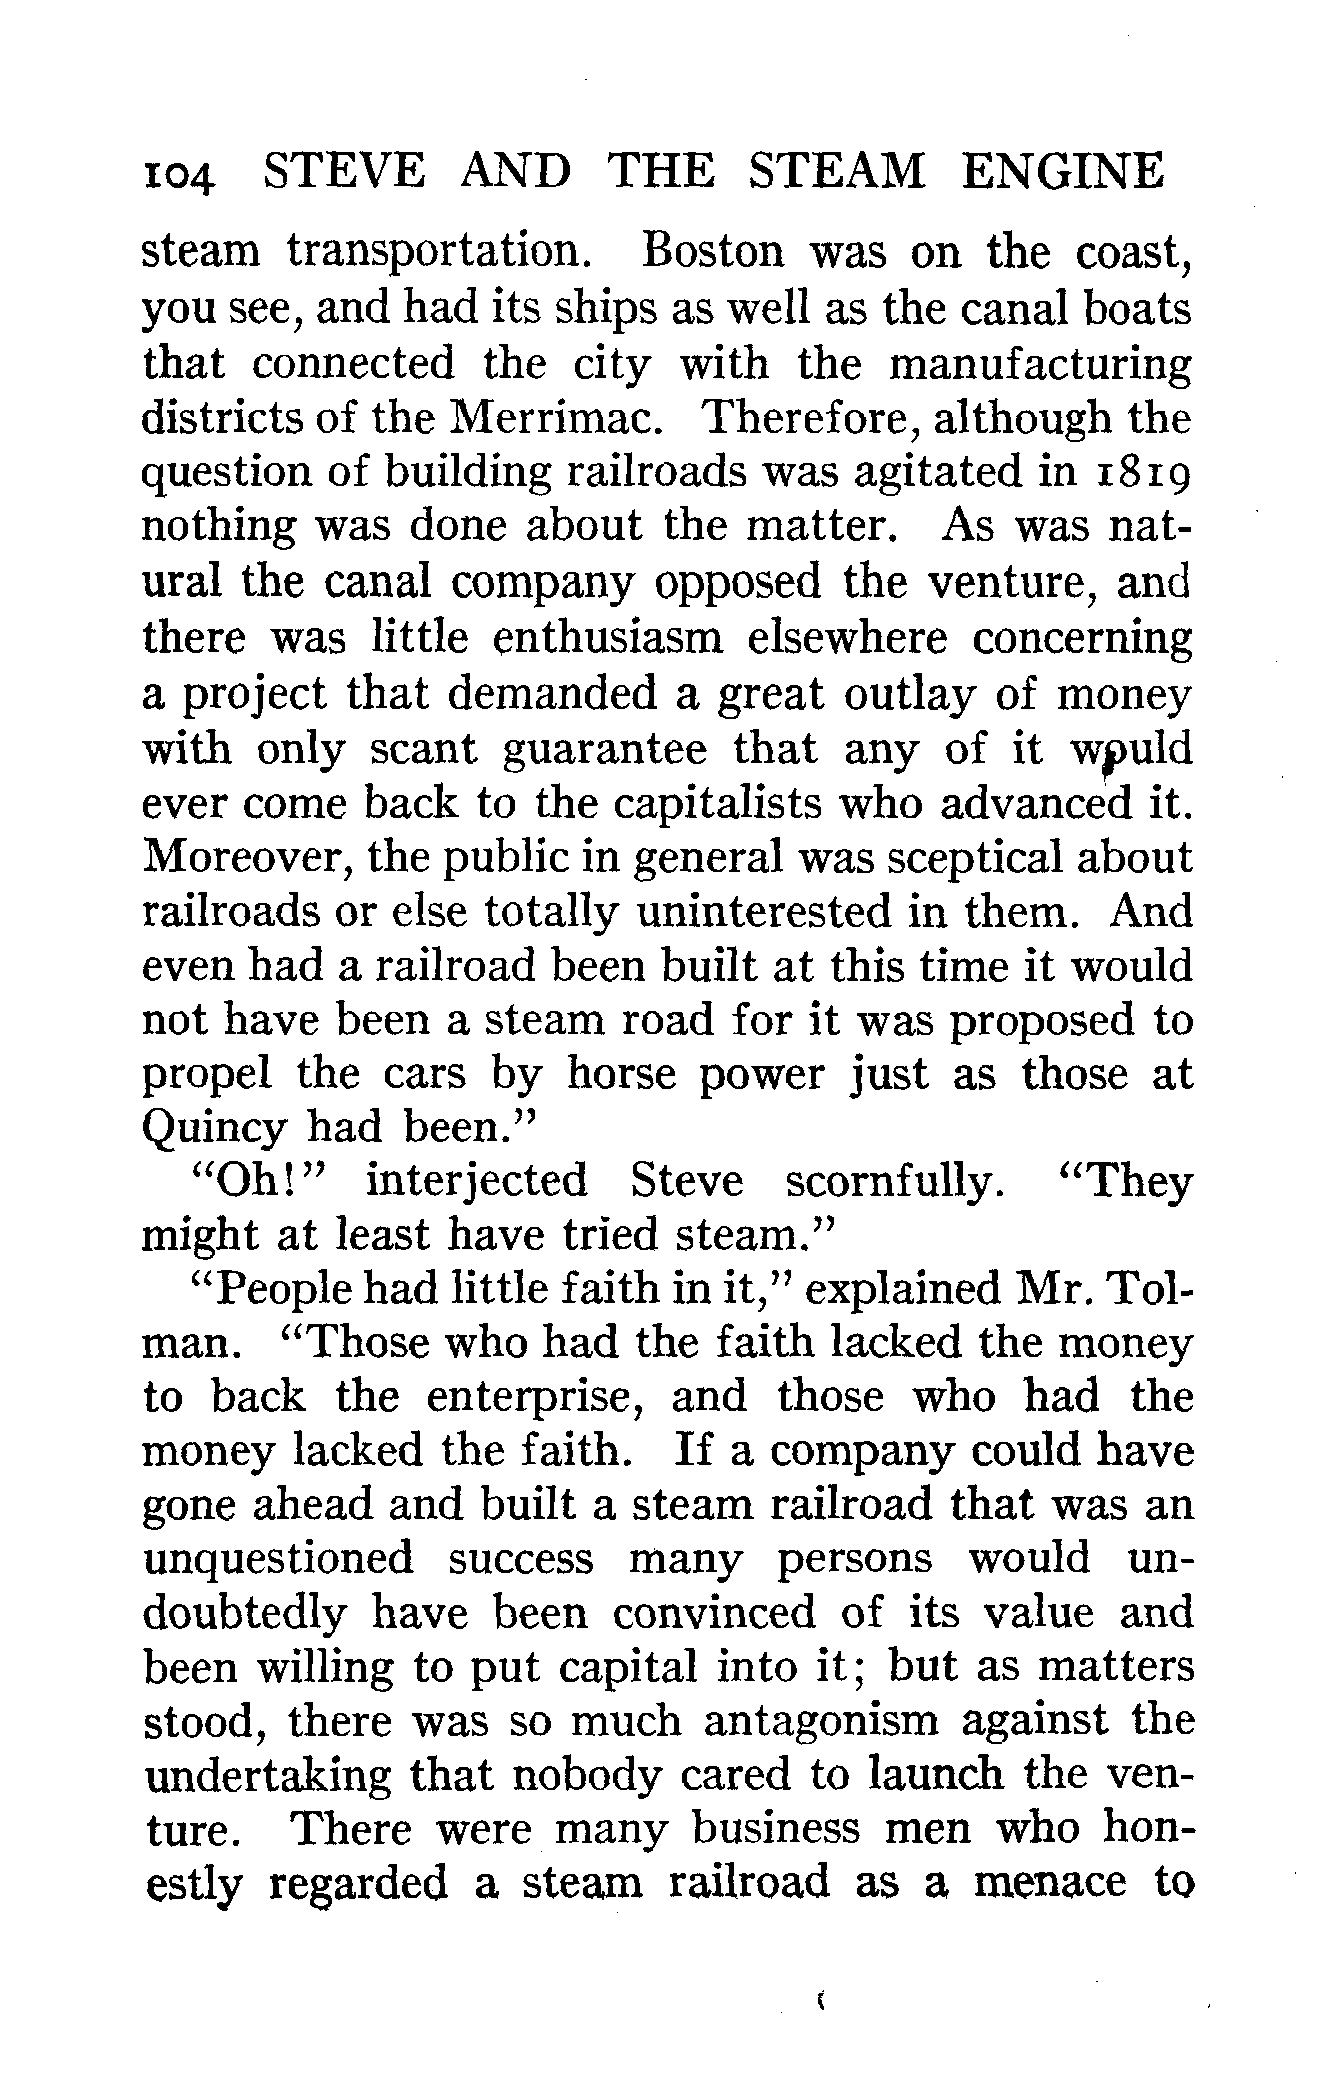 104 STEVE AND THE STEAM ENGINE
steam transportation. Boston was on the coast,
you see, and had its ships as well as the canal boats
that connected the city with the manufacturing
districts of the Merrimac. Therefore, although the
question of building railroads was agitated in 1819
nothing was done about the matter. As was nat-
ural the canal company opposed the venture, and
there was little enthusiasm elsewhere concerning
a project that demanded a great outlay of money
with only scant guarantee that any of it would
ever come back to the capitalists who advanced it.
Moreover, the public in general was sceptical about
railroads or else totally uninterested in them. And
even had a railroad been built at this time it would
not have been a steam road for it was proposed to
propel the cars by horse power just as those at
Quincy had been."
"Oh!" interjected Steve scornfully. "They
might at least have tried steam."
"People had little faith in it," explained Mr. Tol-
man. "Those who had the faith lacked the money
to back the enterprise, and those who had the
money lacked the faith. If a company could have
gone ahead and built a steam railroad that was an
unquestioned success many persons would un-
doubtedly have been convinced of its value and
been willing to put capital into it; but as matters
stood, there was so much antagonism against the
undertaking that nobody cared to launch the ven-
ture. There were many business men who hon-
estly regarded a steam railroad as a menace to